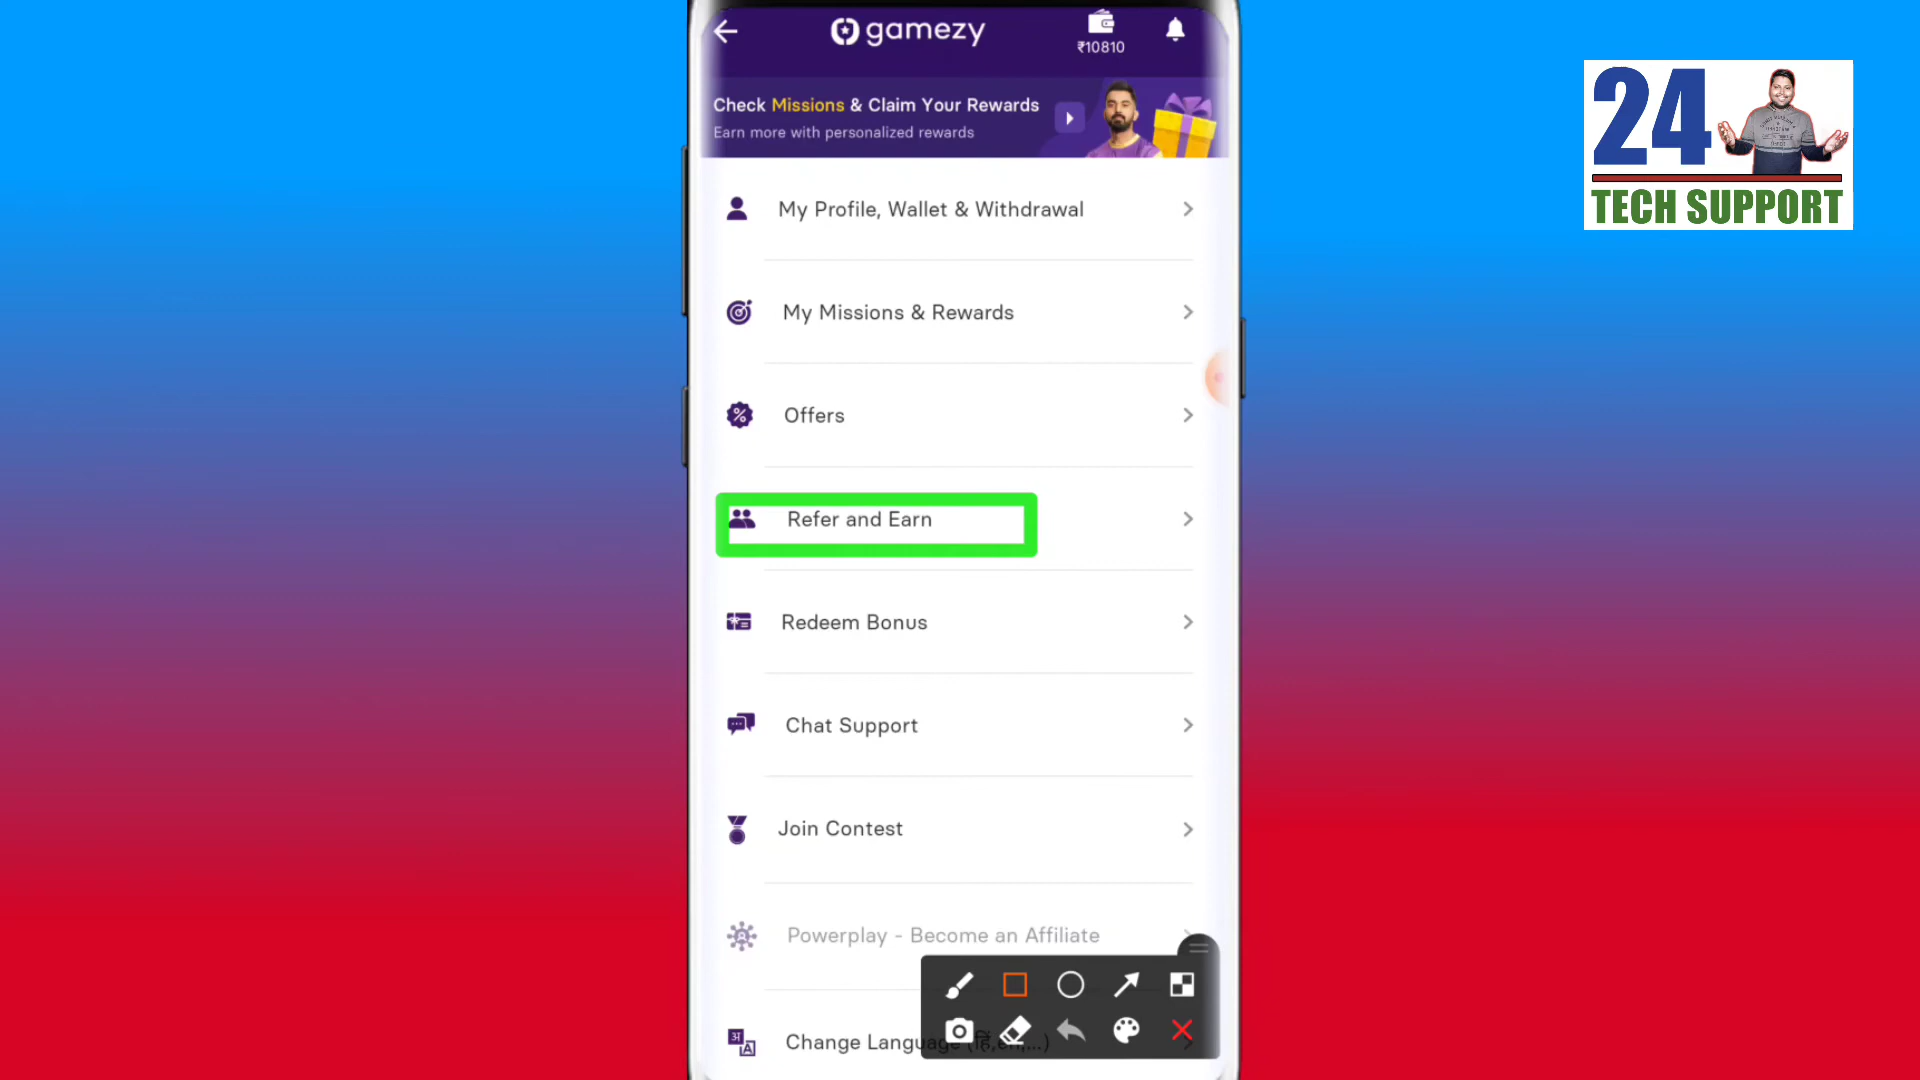 gamezy
₹10810
Check Missions & Claim Your Rewards
Earn more with personalized rewards
24
TECH SUPPORT
My Profile, Wallet & Withdrawal
My Missions & Rewards
Offers
Refer and Earn
Redeem Bonus
Chat Support
Join Contest
Powerplay - Become an Affiliate
अ
A
Change Language (हिं,en,...)